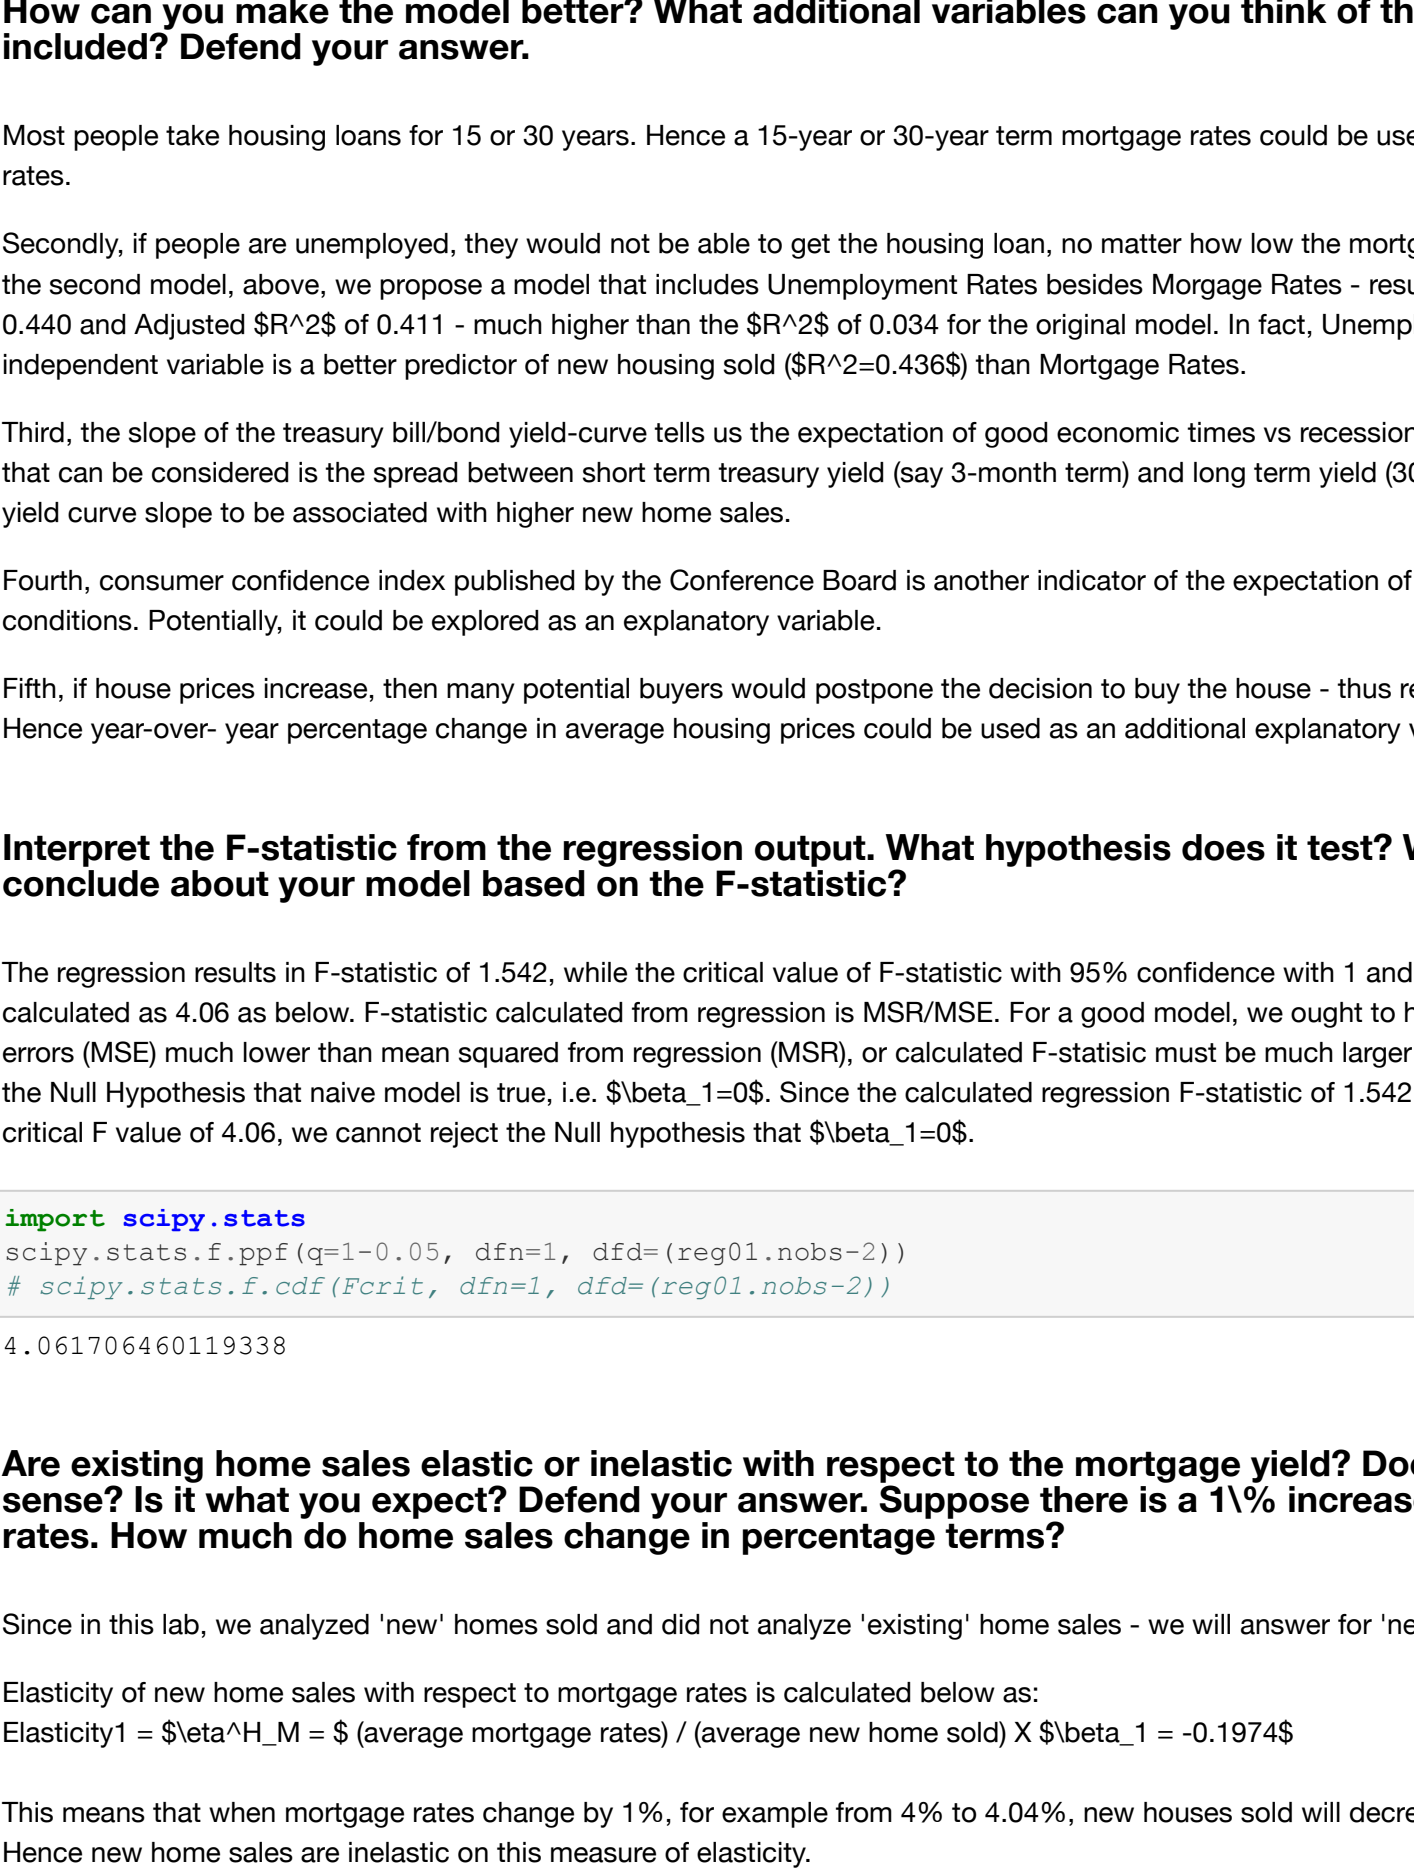 How can you make the model better? What additional variables can you think of th
included? Defend your answer.
Most people take housing loans for 15 or 30 years. Hence a 15-year or 30-year term mortgage rates could be use
rates.
Secondly, if people are unemployed, they would not be able to get the housing loan, no matter how low the mortg
the second model, above, we propose a model that includes Unemployment Rates besides Morgage Rates - resu
0.440 and Adjusted $R^2$ of 0.411 - much higher than the $R^2$ of 0.034 for the original model. In fact, Unemp
independent variable is a better predictor of new housing sold ($R^2=0.436$) than Mortgage Rates.
Third, the slope of the treasury bill/bond yield-curve tells us the expectation of good economic times vs recession
that can be considered is the spread between short term treasury yield (say 3-month term) and long term yield (30
yield curve slope to be associated with higher new home sales.
Fourth, consumer confidence index published by the Conference Board is another indicator of the expectation of
conditions. Potentially, it could be explored as an explanatory variable.
Fifth, if house prices increase, then many potential buyers would postpone the decision to buy the house - thus re
Hence year-over- year percentage change in average housing prices could be used as an additional explanatory v
Interpret the F-statistic from the regression output. What hypothesis does it test? W
conclude about your model based on the F-statistic?
The regression results in F-statistic of 1.542, while the critical value of F-statistic with 95% confidence with 1 and
calculated as 4.06 as below. F-statistic calculated from regression is MSR/MSE. For a good model, we ought to h
errors (MSE) much lower than mean squared from regression (MSR), or calculated F-statisic must be much larger
the Null Hypothesis that naive model is true, i.e. $\beta_1=0$. Since the calculated regression F-statistic of 1.542
critical F value of 4.06, we cannot reject the Null hypothesis that $\beta_1=0$.
import scipy.stats
scipy.stats.f.ppf(q=1-0.05, dfn=1, dfd=(reg01.nobs-2))
# scipy.stats.f.cdf(Fcrit, dfn=1, dfd=(reg01.nobs-2))
4.061706460119338
Are existing home sales elastic or inelastic with respect to the mortgage yield? Doe
sense? Is it what you expect? Defend your answer. Suppose there is a 1\% increas
rates. How much do home sales change in percentage terms?
Since in this lab, we analyzed 'new' homes sold and did not analyze 'existing' home sales - we will answer for 'ne
Elasticity of new home sales with respect to mortgage rates is calculated below as:
Elasticity1 = $\eta^H_M = $ (average mortgage rates) / (average new home sold) X $\beta_1 = -0.1974$
This means that when mortgage rates change by 1%, for example from 4% to 4.04%, new houses sold will decre
Hence new home sales are inelastic on this measure of elasticity.